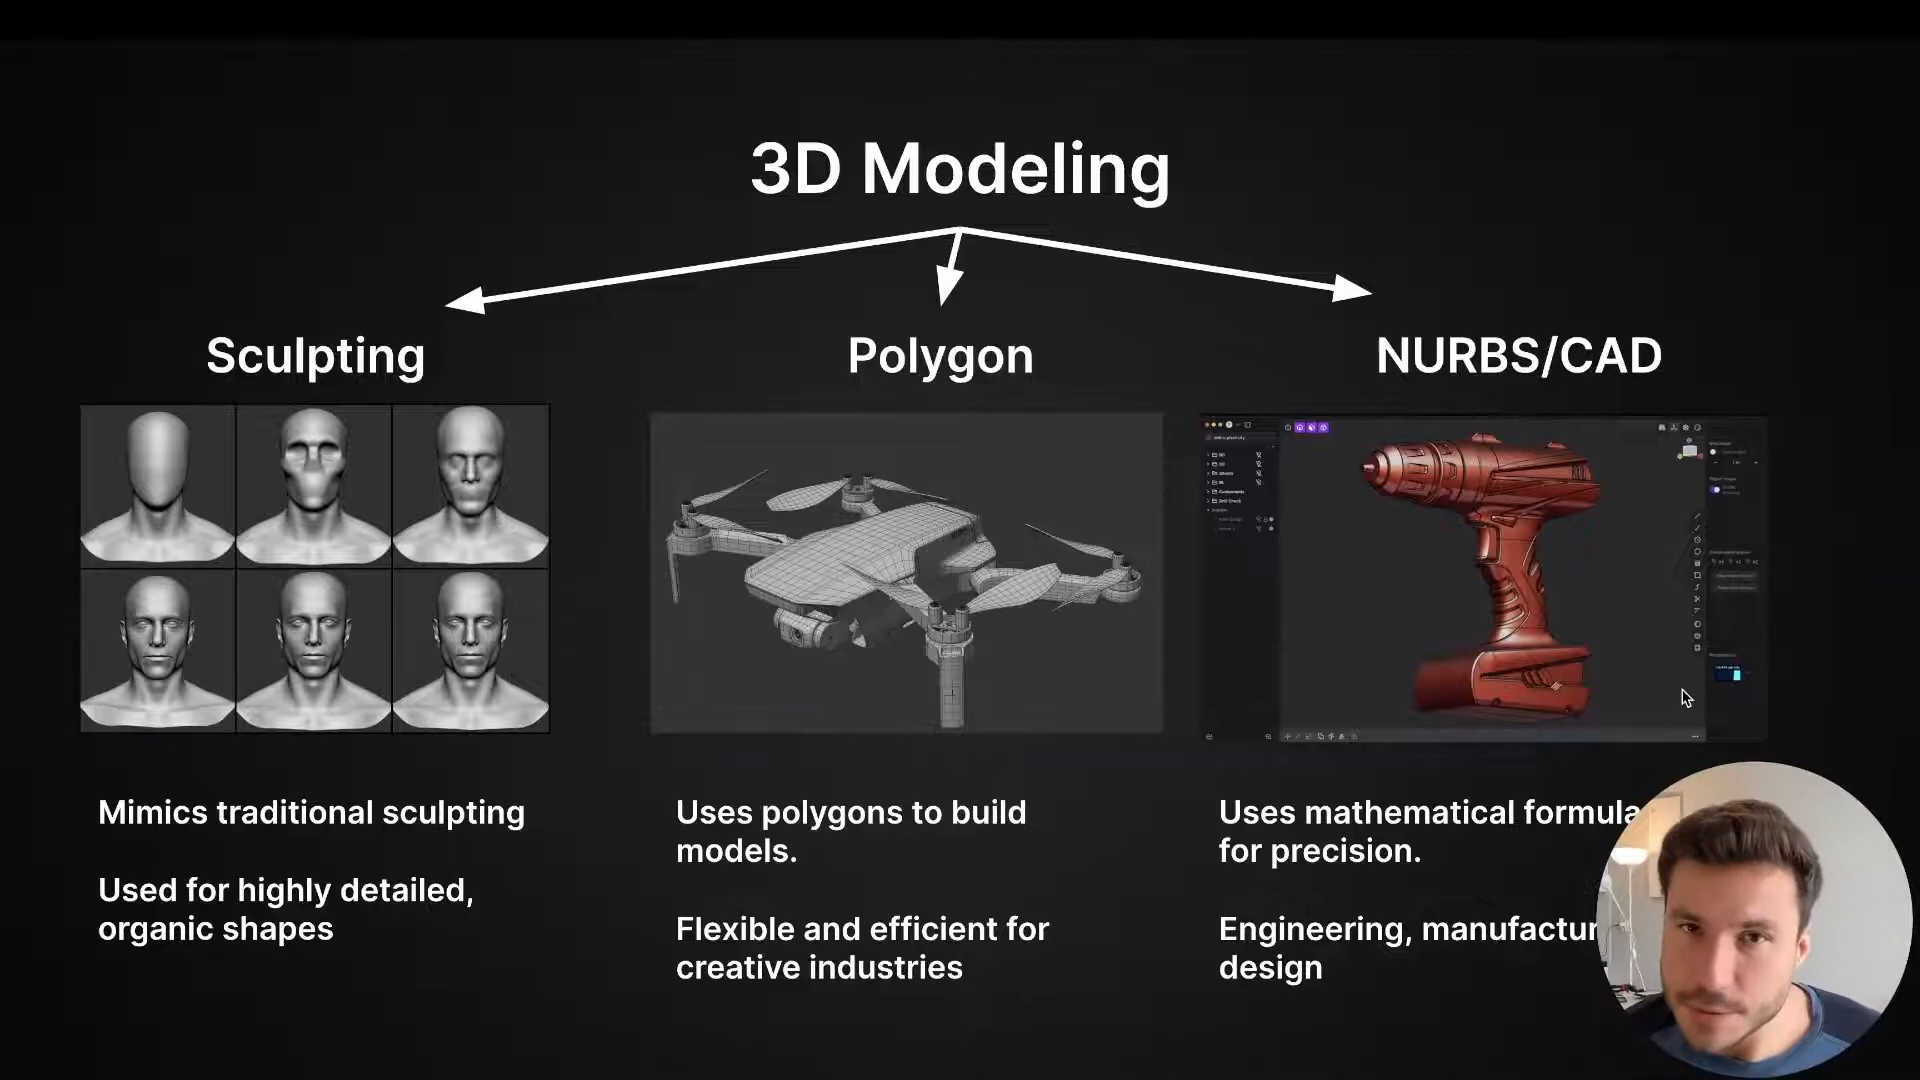 3D Modeling
Sculpting
Polygon
NURBS/CAD
Mimics traditional sculpting
Used for highly detailed,
organic shapes
Uses polygons to build
models.
Flexible and efficient for
creative industries
Uses mathematical formula
for precision.
Engineering, manufactur
design